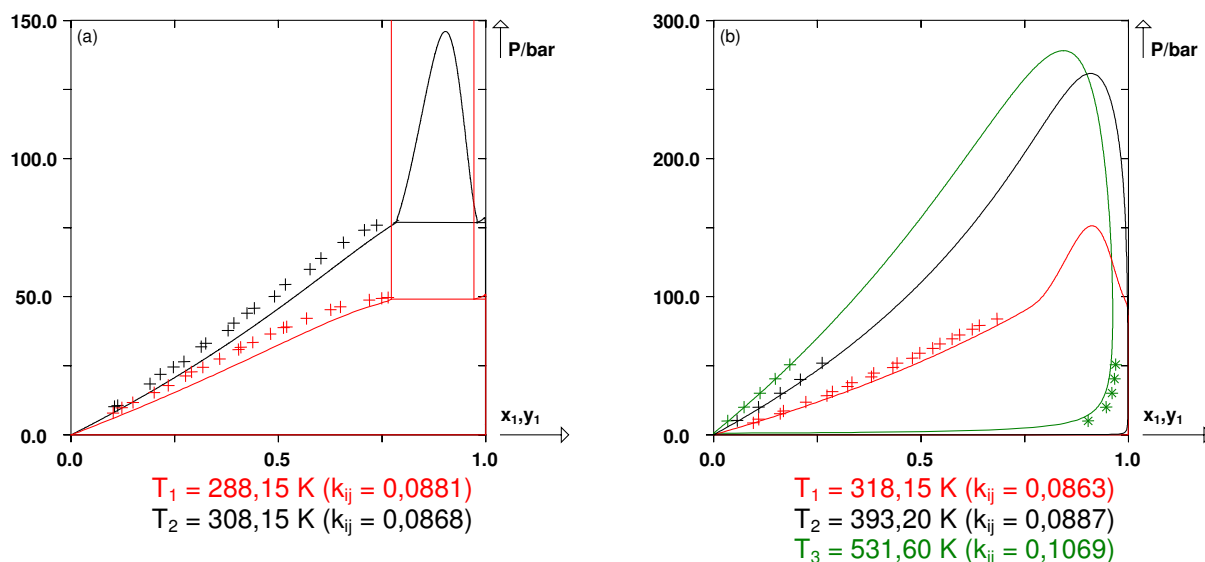 150.0
(a)
P/bar
100.0
50.0
x1,y1
0.0
0.0
0.5
1.0
T1 = 288,15 K (kij = 0,0881)
T2 = 308,15 K (kij = 0,0868)
300.0
(b)
P/bar
200.0
100.0
x1,y1
0.0
0.0
0.5
1.0
T1 = 318,15 K (kij = 0,0863)
T2 = 393,20 K (kij = 0,0887)
T3 = 531,60 K (kij = 0,1069)